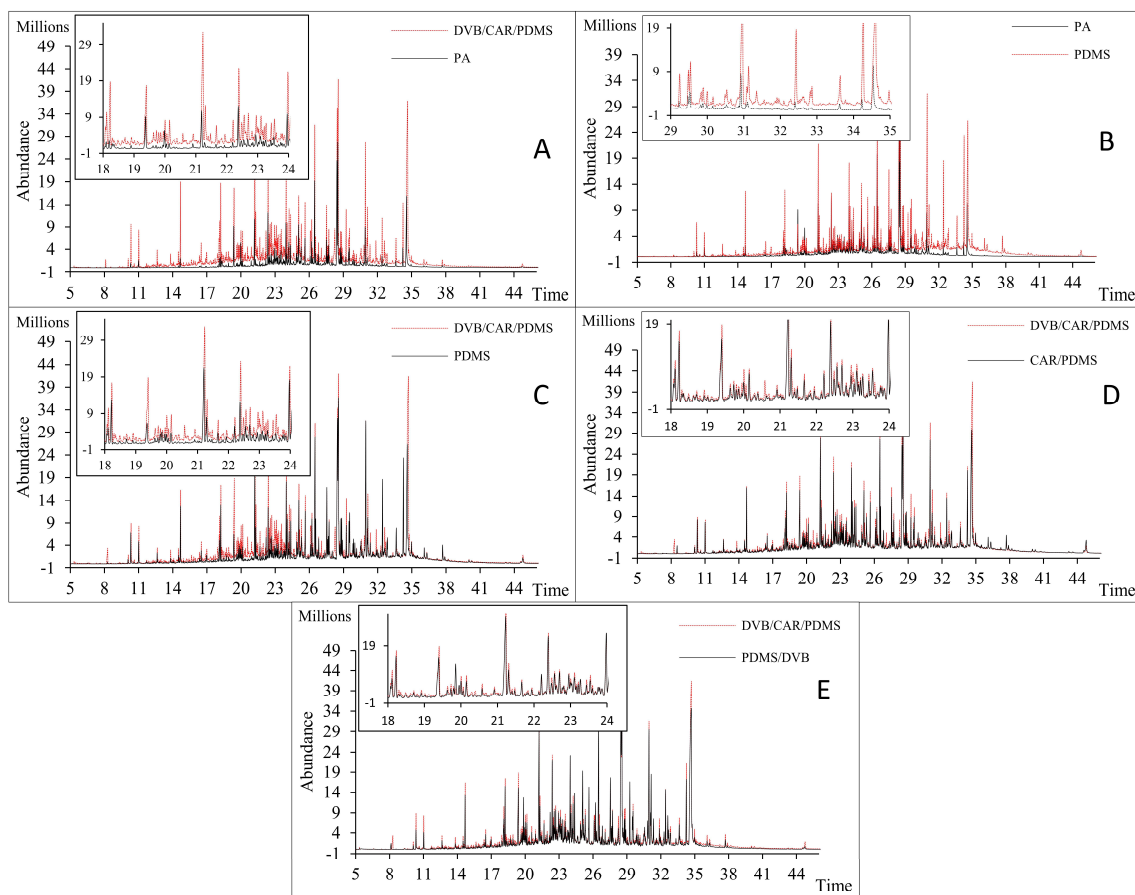 Millions
49
44
39
34
29
24
19
14
9
4
-1
Abundance
5 8 11 14 17 20 23 26 29 32 35 38 41 44 Time
29
19
9
-1
18 19 20 21 22 23 24
DVB/CAR/PDMS
PA
A
Millions
39
34
29
24
19
14
9
4
-1
Abundance
5 8 11 14 17 20 23 26 29 32 35 38 41 44 Time
19
9
-1
29 30 31 32 33 34 35
PA
PDMS
B
Millions
49
44
39
34
29
24
19
14
9
4
-1
Abundance
5 8 11 14 17 20 23 26 29 32 35 38 41 44 Time
29
19
9
-1
18 19 20 21 22 23 24
DVB/CAR/PDMS
PDMS
C
Millions
49
44
39
34
29
24
19
14
9
4
-1
Abundance
5 8 11 14 17 20 23 26 29 32 35 38 41 44 Time
19
-1
18 19 20 21 22 23 24
DVB/CAR/PDMS
CAR/PDMS
D
Millions
49
44
39
34
29
24
19
14
9
4
-1
Abundance
5 8 11 14 17 20 23 26 29 32 35 38 41 44
Time
19
-1
18 19 20 21 22 23 24
DVB/CAR/PDMS
PDMS/DVB
E